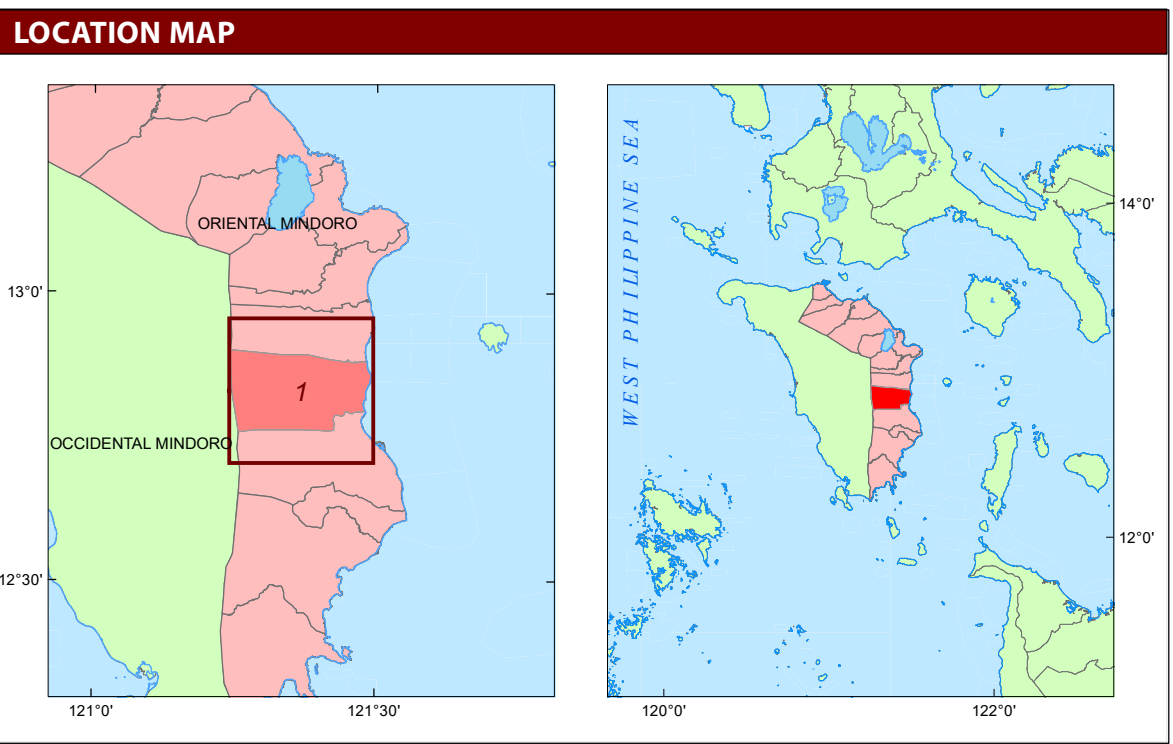 LOCATION MAP
ORIENTAL MINDORO
13°0'
1
OCCIDENTAL MINDORO
12°30'
121°0'
121°30'
WEST PHILIPPINE SEA
14°0'
12°0'
120°0'
122°0'